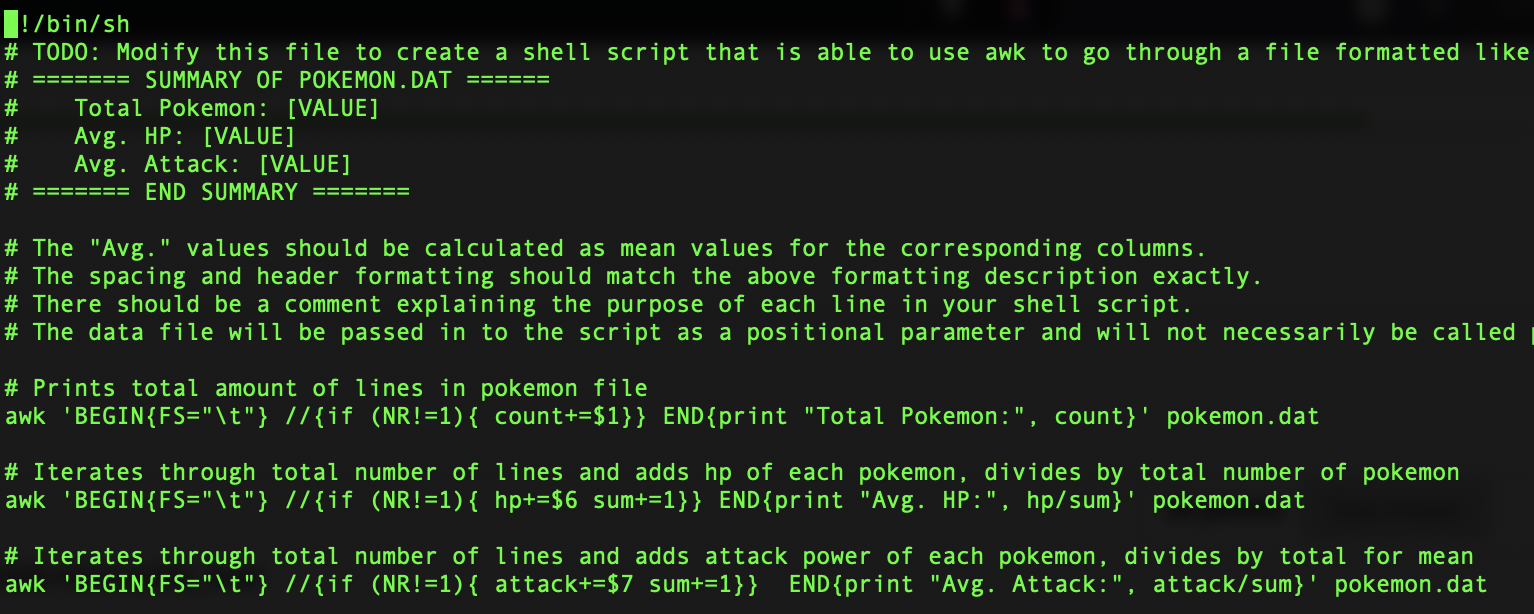 !/bin/sh
# TODO: Modify this file to create a shell script that is able to use awk to go through a file formatted like
# ======= SUMMARY OF POKEMON.DAT ======
#    Total Pokemon: [VALUE]
#    Avg. HP: [VALUE]
#    Avg. Attack: [VALUE]
# ======= END SUMMARY =======

# The "Avg." values should be calculated as mean values for the corresponding columns.
# The spacing and header formatting should match the above formatting description exactly.
# There should be a comment explaining the purpose of each line in your shell script.
# The data file will be passed in to the script as a positional parameter and will not necessarily be called

# Prints total amount of lines in pokemon file
awk 'BEGIN{FS="\t"} //{if (NR!=1){ count+=$1}} END{print "Total Pokemon:", count}' pokemon.dat

# Iterates through total number of lines and adds hp of each pokemon, divides by total number of pokemon
awk 'BEGIN{FS="\t"} //{if (NR!=1){ hp+=$6 sum+=1}} END{print "Avg. HP:", hp/sum}' pokemon.dat

# Iterates through total number of lines and adds attack power of each pokemon, divides by total for mean
awk 'BEGIN{FS="\t"} //{if (NR!=1){ attack+=$7 sum+=1}}  END{print "Avg. Attack:", attack/sum}' pokemon.dat